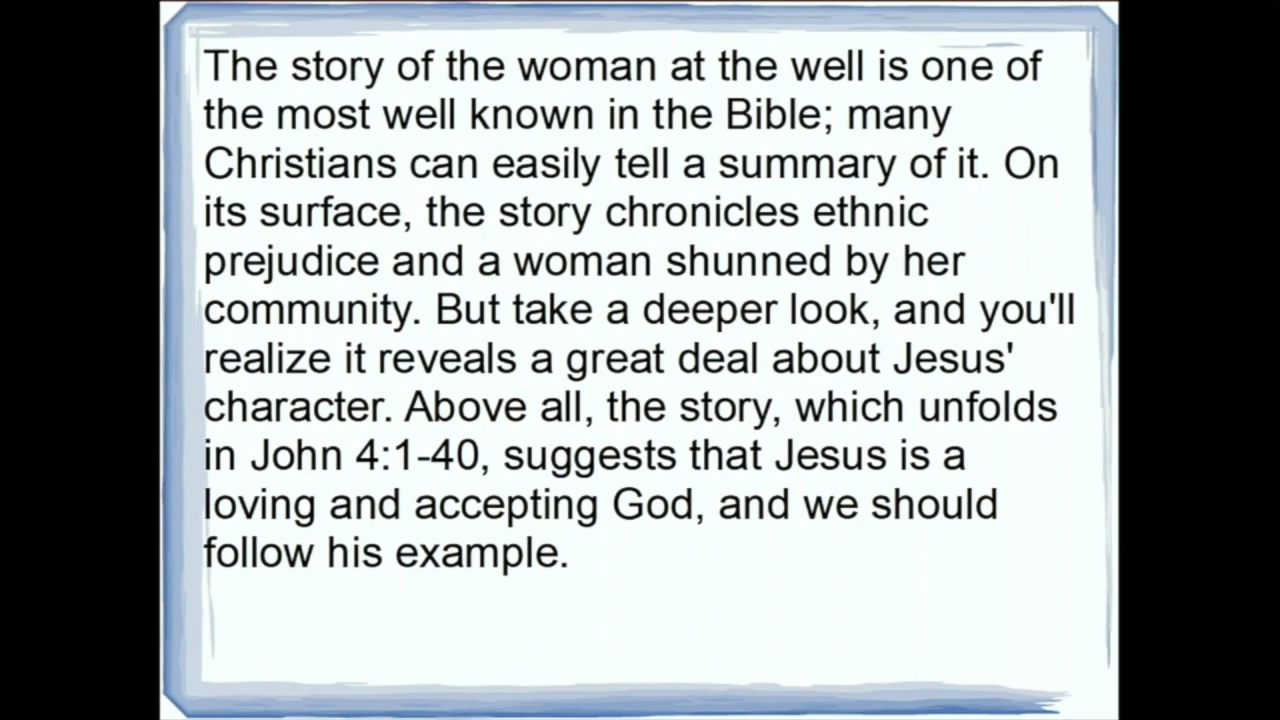 The story of the woman at the well is one of
the most well known in the Bible; many
Christians can easily tell a summary of it. On
its surface, the story chronicles ethnic
prejudice and a woman shunned by her
community. But take a deeper look, and you'll
realize it reveals a great deal about Jesus'
character. Above all, the story, which unfolds
in John 4:1-40, suggests that Jesus is a
loving and accepting God, and we should
follow his example.